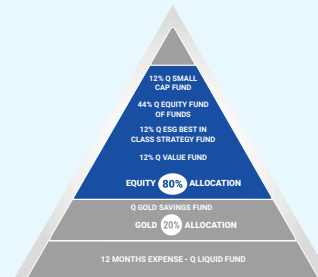 12% Q SMALL
CAP FUND
44% Q EQUITY FUND
OF FUNDS
12% Q ESG BEST IN
CLASS STRATEGY FUND
12% Q VALUE FUND
EQUITY 80% ALLOCATION
Q GOLD SAVINGS FUND
GOLD 20% ALLOCATION
12 MONTHS EXPENSE - Q LIQUID FUND